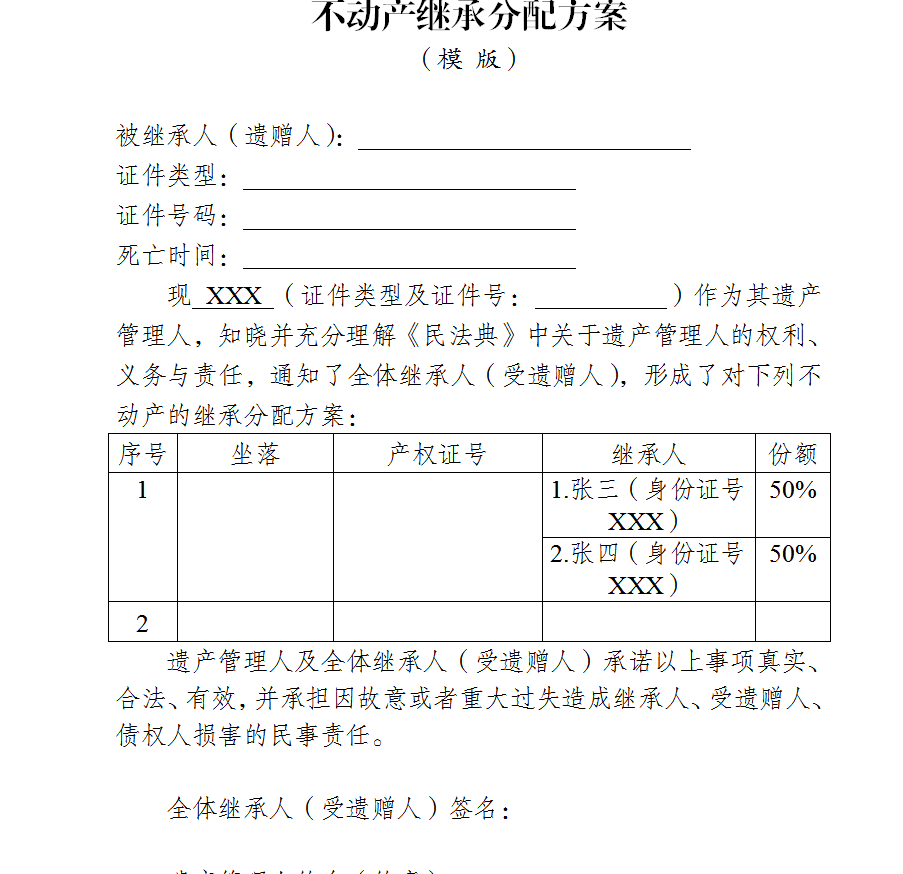 不动产继承分配方案
（模 版）
被继承人（遗赠人）：
证件类型：
证件号码：
死亡时间：
现 XXX （证件类型及证件号：　　　）作为其遗产
管理人，知晓并充分理解《民法典》中关于遗产管理人的权利、
义务与责任，通知了全体继承人（受遗赠人），形成了对下列不
动产的继承分配方案：
序号 坐落 产权证号 继承人 份额
1 1.张三（身份证号 50%
XXX）
2.张四（身份证号 50%
XXX）
2
遗产管理人及全体继承人（受遗赠人）承诺以上事项真实、
合法、有效，并承担因故意或者重大过失造成继承人、受遗赠人、
债权人损害的民事责任。
全体继承人（受遗赠人）签名：